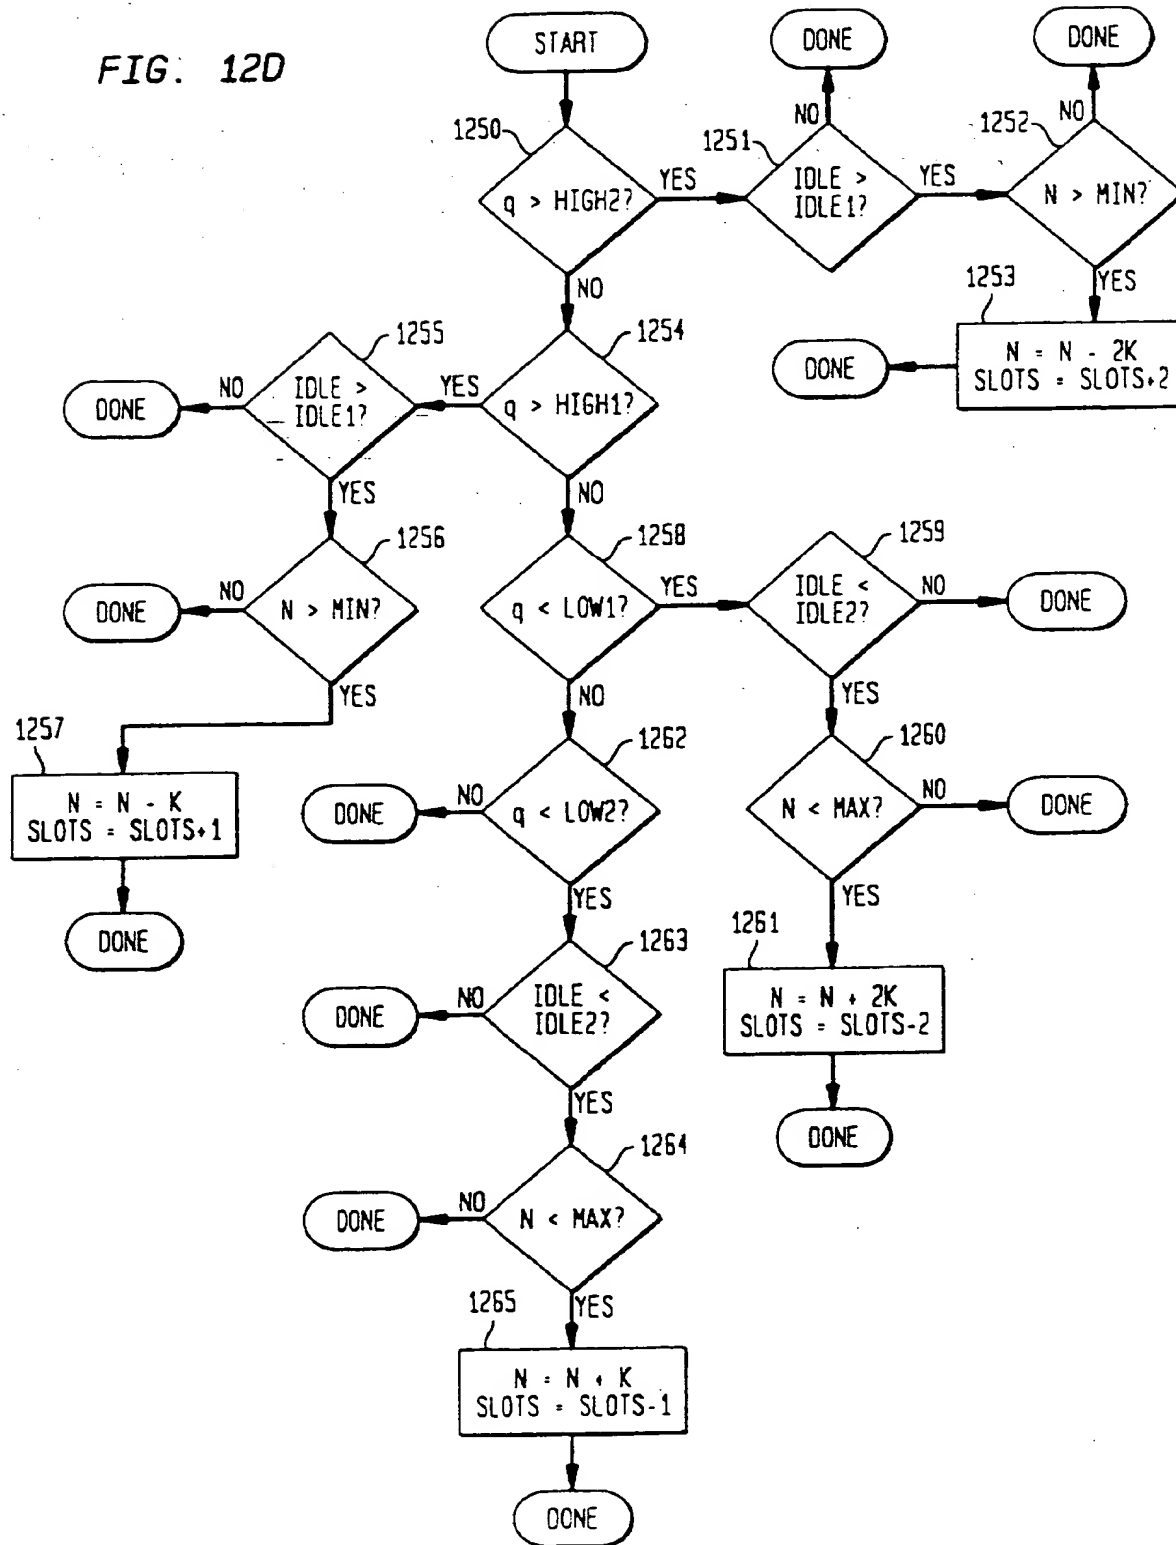 FIG. 12D
START
DONE
DONE
1250
q > HIGH2?
YES
NO
1251
IDLE >
IDLE1?
NO
YES
1252
N > MIN?
NO
YES
1253
N = N - 2K
SLOTS = SLOTS+2
DONE
1254
q > HIGH1?
YES
NO
1255
IDLE >
IDLE1?
NO
DONE
YES
1256
N > MIN?
NO
DONE
YES
1257
N = N - K
SLOTS = SLOTS+1
DONE
1258
q < LOW1?
YES
NO
1259
IDLE <
IDLE2?
NO
DONE
YES
1260
N < MAX?
NO
DONE
YES
1261
N = N + 2K
SLOTS = SLOTS-2
DONE
1262
q < LOW2?
NO
DONE
YES
1263
IDLE <
IDLE2?
NO
DONE
YES
1264
N < MAX?
NO
DONE
YES
1265
N = N + K
SLOTS = SLOTS-1
DONE